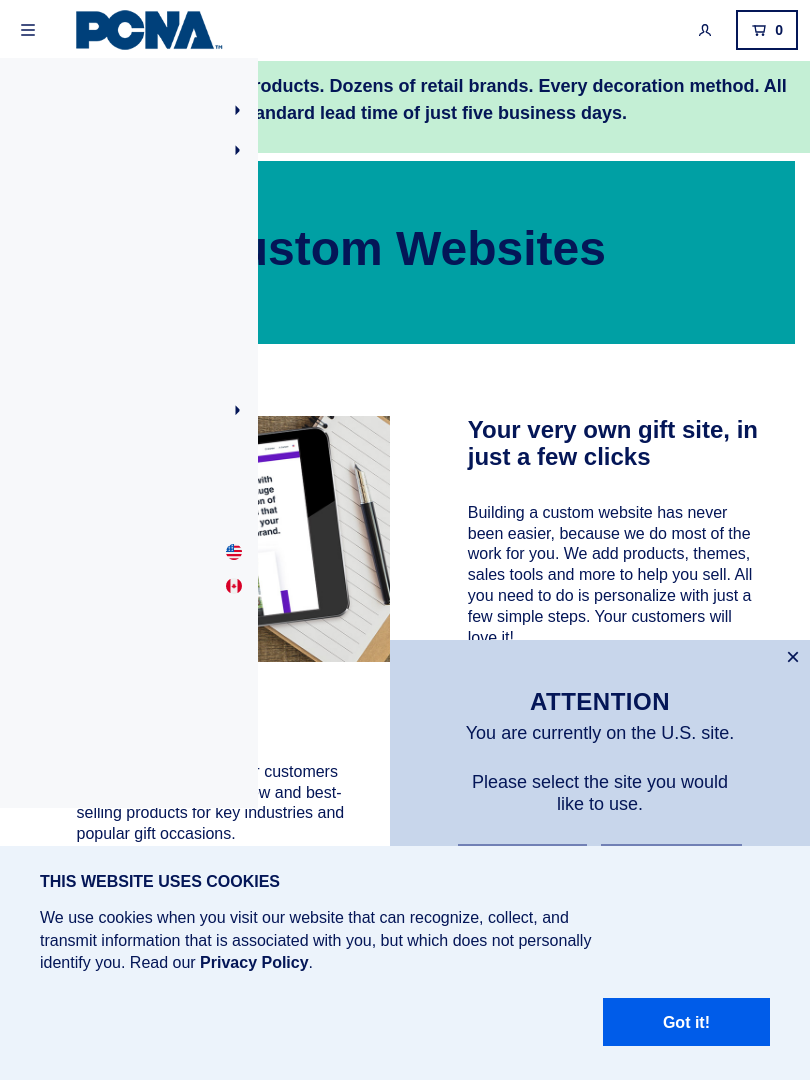 PCNA™
0
roducts. Dozens of retail brands. Every decoration method. All
andard lead time of just five business days.
ustom Websites
with
uge
on of
that
your
rand.
Your very own gift site, in
just a few clicks
Building a custom website has never
been easier, because we do most of the
work for you. We add products, themes,
sales tools and more to help you sell. All
you need to do is personalize with just a
few simple steps. Your customers will
love it!
customers
w and best-
selling products for key industries and
popular gift occasions.
×
ATTENTION
You are currently on the U.S. site.
Please select the site you would
like to use.
THIS WEBSITE USES COOKIES
We use cookies when you visit our website that can recognize, collect, and
transmit information that is associated with you, but which does not personally
identify you. Read our Privacy Policy.
Got it!